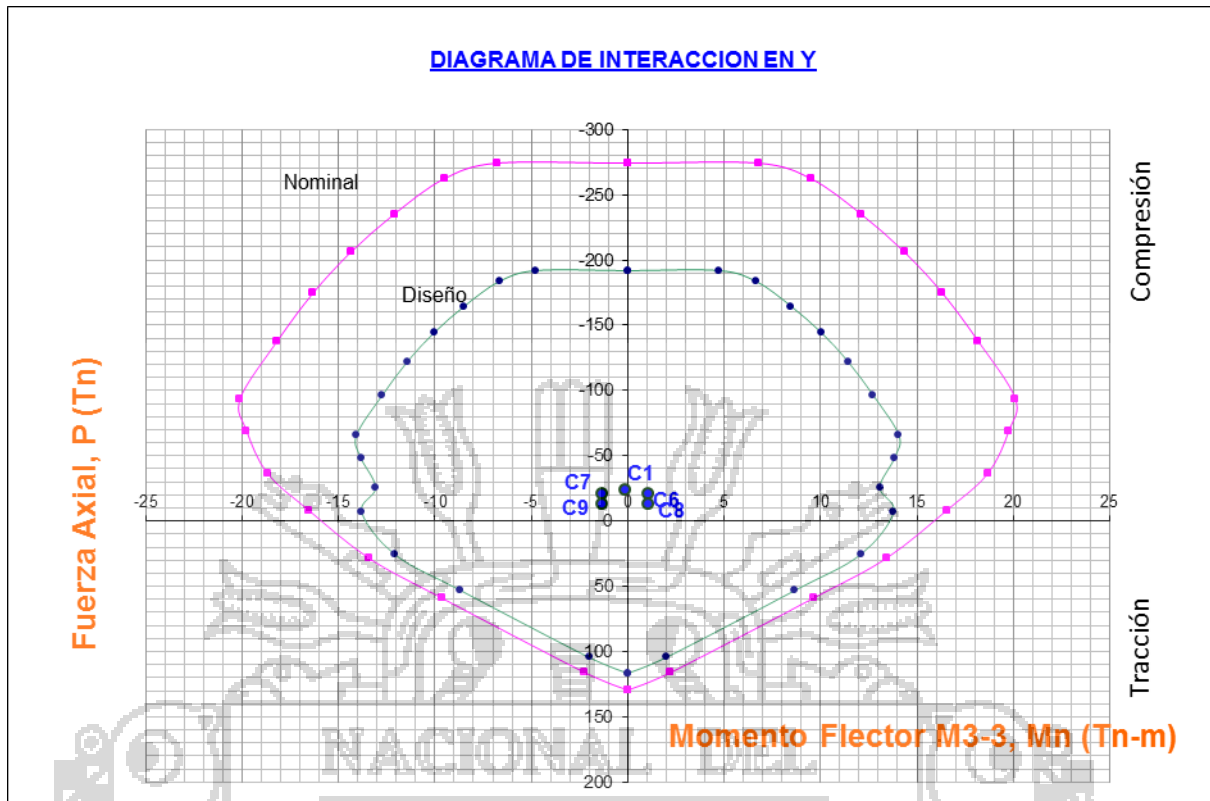 DIAGRAMA DE INTERACCION EN Y
-300
Nominal
-250
-200
Diseño
-150
-100
-50
C7
C1
C6
C9
C8
-25
-20
-15
-10
-5
0
0
5
10
15
20
25
50
100
150
200
Compresión
Tracción
Fuerza Axial, P (Tn)
Momento Flector M3-3, Mn (Tn-m)
NACIONAL DEL